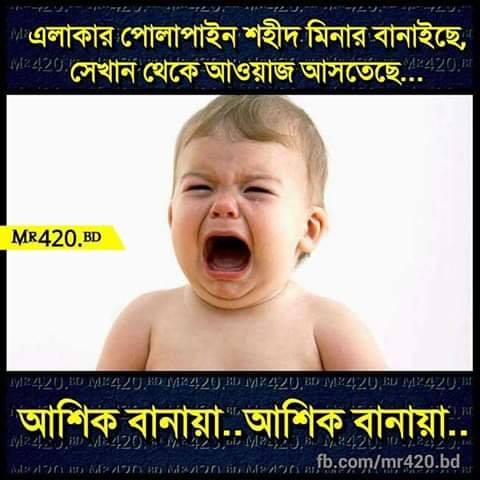 এলাকার পোলাপাইন শহীদ মিনার বানাইছে,
সেখান থেকে আওয়াজ আসতেছে...
MR420.BD
আশিক বানায়া..আশিক বানায়া..
fb.com/mr420.bd